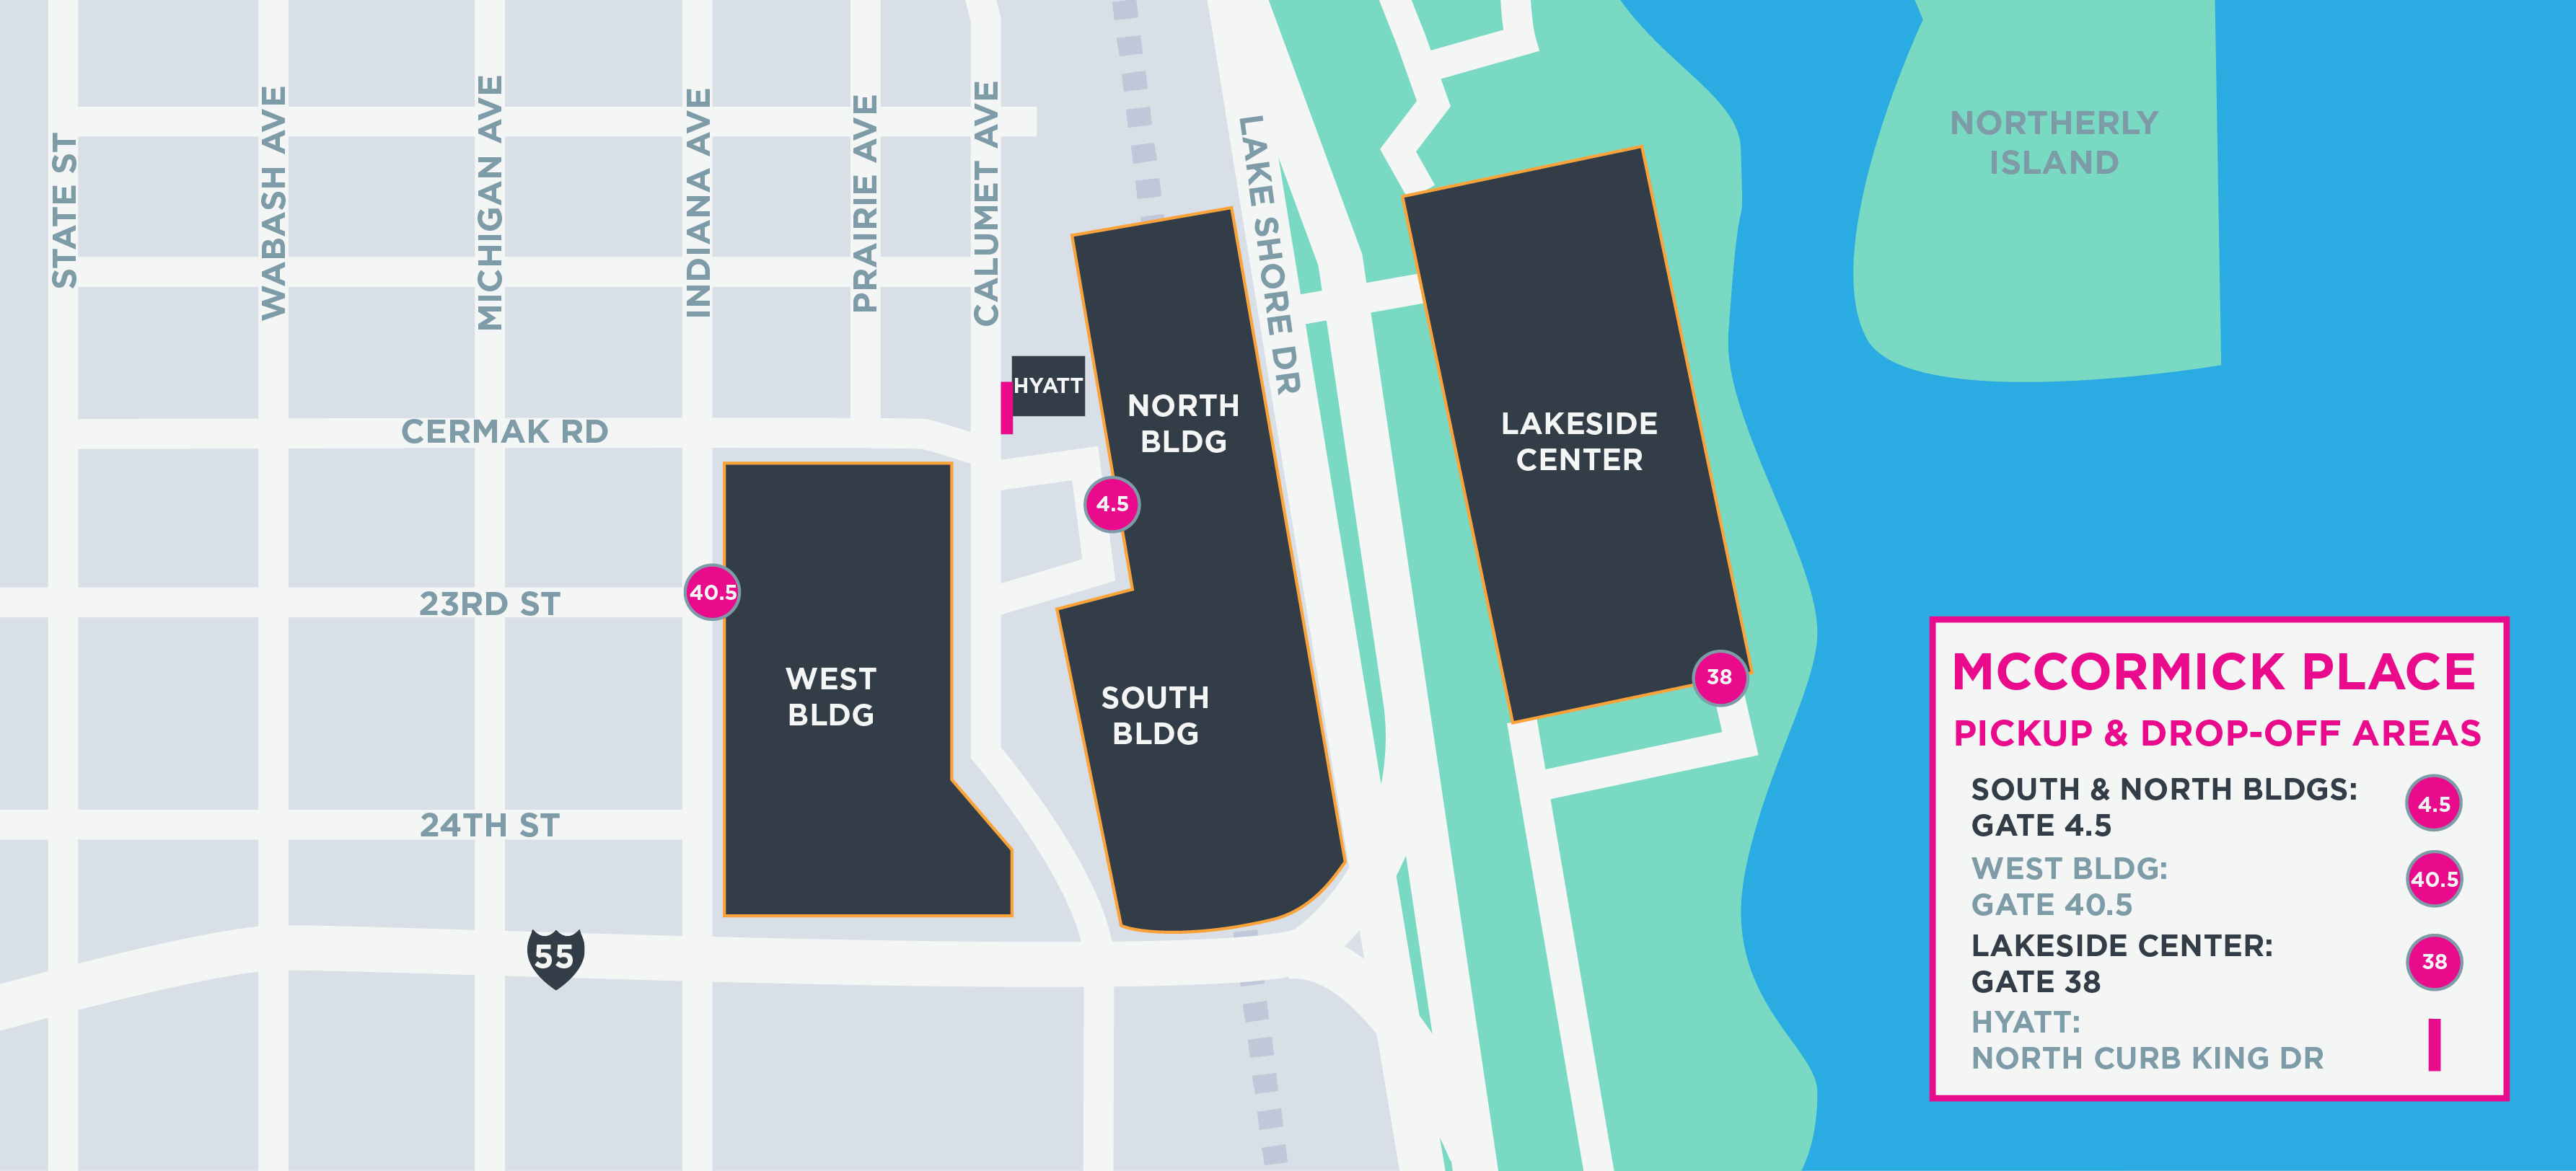 STATE ST
WABASH AVE
MICHIGAN AVE
INDIANA AVE
PRAIRIE AVE
CALUMET AVE
LAKE SHORE DR
NORTHERLY
ISLAND
HYATT
CERMAK RD
NORTH
BLDG
LAKESIDE
CENTER
4.5
40.5
23RD ST
WEST
BLDG
SOUTH
BLDG
38
24TH ST
55
MCCORMICK PLACE
PICKUP & DROP-OFF AREAS
SOUTH & NORTH BLDGS:
GATE 4.5
4.5
WEST BLDG:
GATE 40.5
40.5
LAKESIDE CENTER:
GATE 38
38
HYATT:
NORTH CURB KING DR